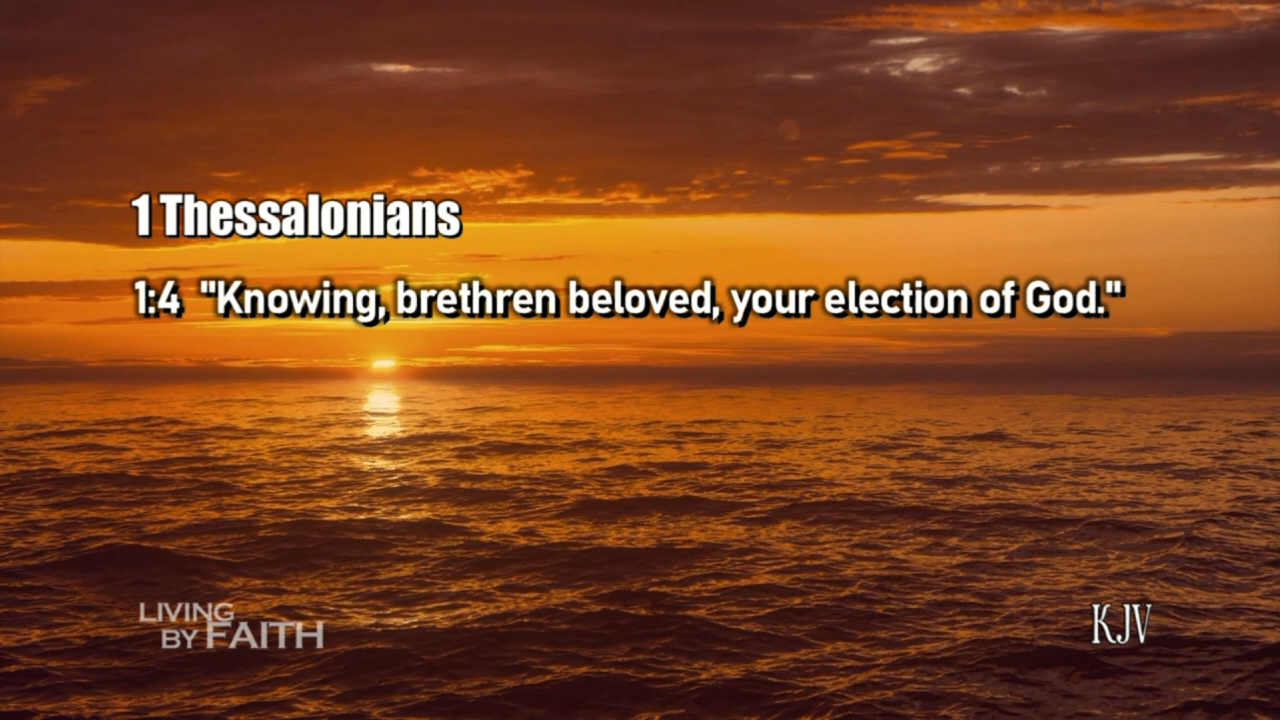 1 Thessalonians
1:4 "Knowing, brethren beloved, your election of God."
LIVING
BY FAITH
KJV